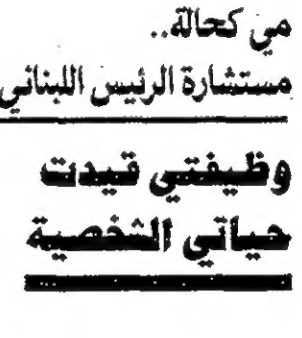 مي كحالة..
مستشارة الرئيس اللبناني
وظيفتي قيدت
حياتي الشخصية